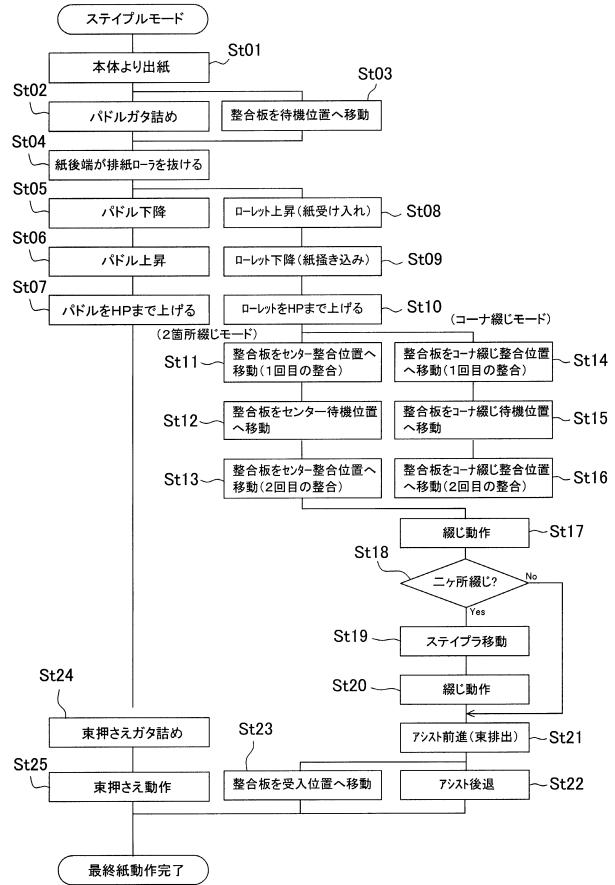 ステイプルモード
本体より出紙
St01
St02
パドルガタ詰め
St03
整合板を待機位置へ移動
St04
紙後端が排紙ローラを抜ける
St05
パドル下降
ローレット上昇(紙受け入れ)
St08
St06
パドル上昇
ローレット下降(紙掻き込み)
St09
St07
パドルをHPまで上げる
ローレットをHPまで上げる
St10
(2箇所綴じモード)
(コーナ綴じモード)
St11
整合板をセンター整合位置へ
移動(1回目の整合)
整合板をコーナ綴じ整合位置
へ移動(1回目の整合)
St14
St12
整合板をセンター待機位置
へ移動
整合板をコーナ綴じ待機位置
へ移動
St15
St13
整合板をセンター整合位置へ
移動(2回目の整合)
整合板をコーナ綴じ整合位置
へ移動(2回目の整合)
St16
綴じ動作
St17
St18
二ヶ所綴じ?
No
Yes
St19
ステイプラ移動
St20
綴じ動作
St24
束押さえガタ詰め
St23
アシスト前進(束排出)
St21
St25
束押さえ動作
整合板を受入位置へ移動
アシスト後退
St22
最終紙動作完了